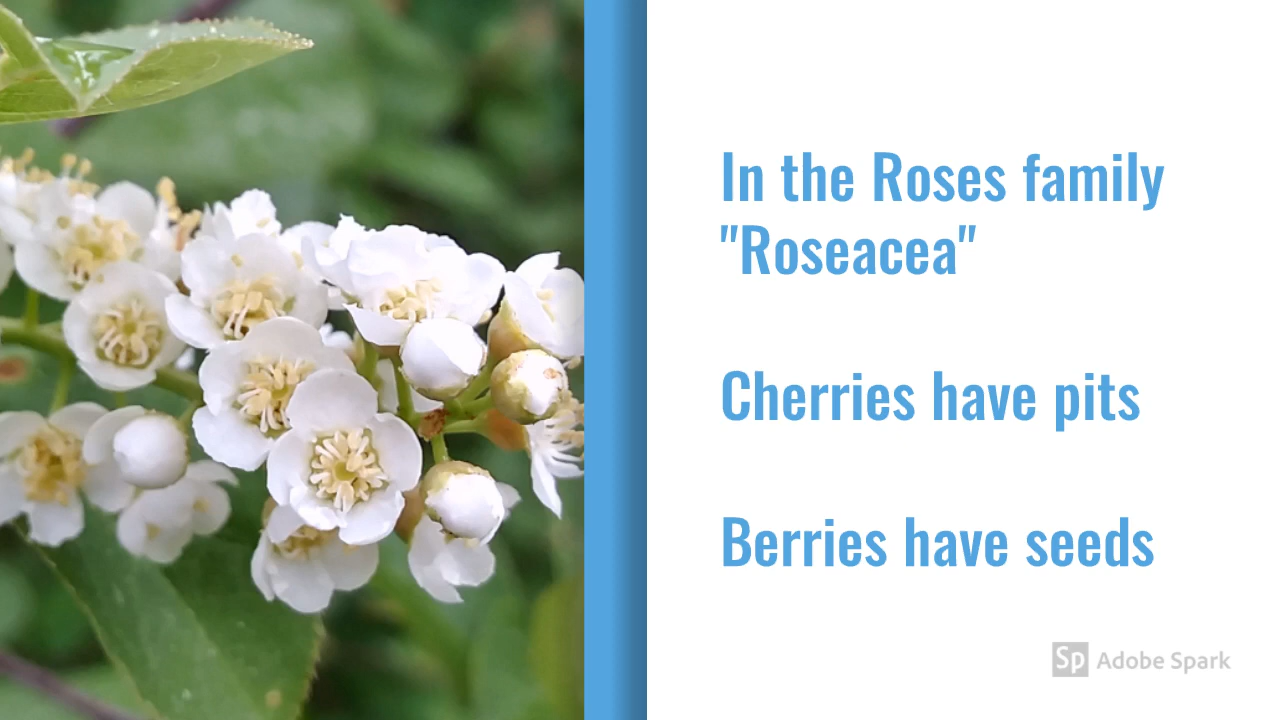 In the Roses family
"Roseacea"
Cherries have pits
Berries have seeds
Sp Adobe Spark